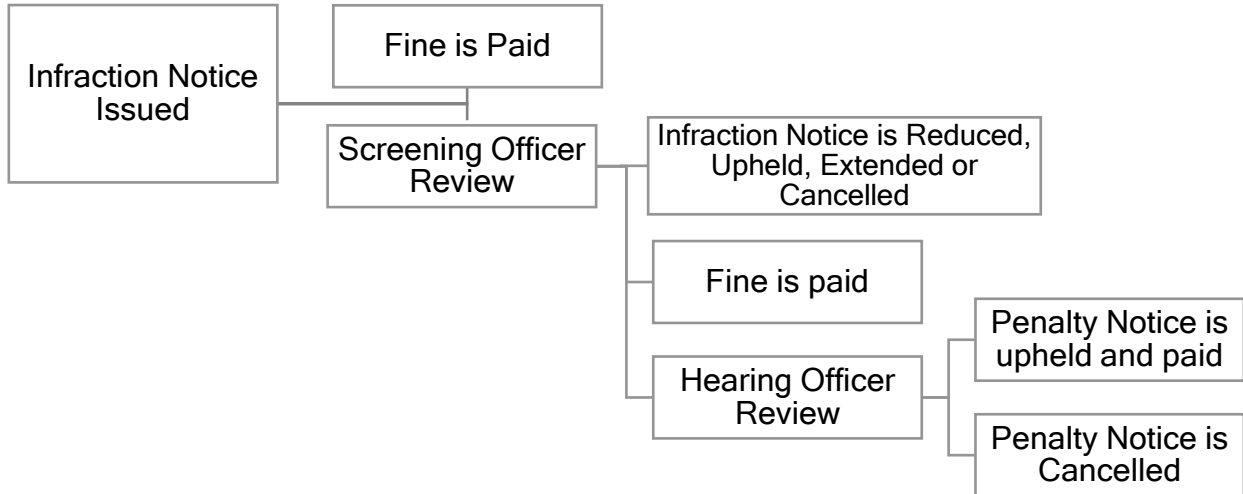 Infraction Notice
Issued
Fine is Paid
Screening Officer
Review
Infraction Notice is Reduced,
Upheld, Extended or
Cancelled
Fine is paid
Hearing Officer
Review
Penalty Notice is
upheld and paid
Penalty Notice is
Cancelled